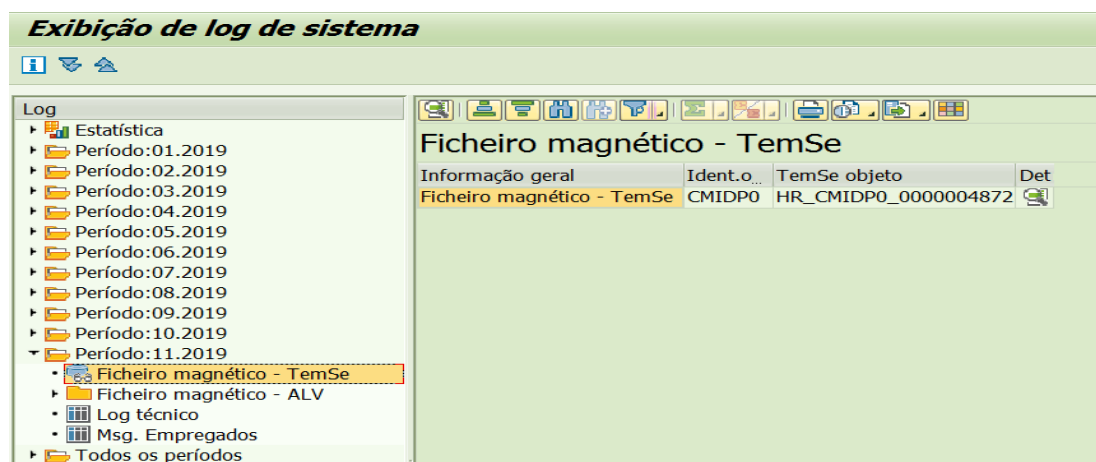 Exibição de log de sistema
Log
Estatística
Período:01.2019
Período:02.2019
Período:03.2019
Período:04.2019
Período:05.2019
Período:06.2019
Período:07.2019
Período:08.2019
Período:09.2019
Período:10.2019
Período:11.2019
Ficheiro magnético - TemSe
Ficheiro magnético - ALV
Log técnico
Msg. Empregados
Todos os períodos
Ficheiro magnético - TemSe
Informação geral Ident.o... TemSe objeto Det
Ficheiro magnético - TemSe CMIDP0 HR_CMIDP0_0000004872